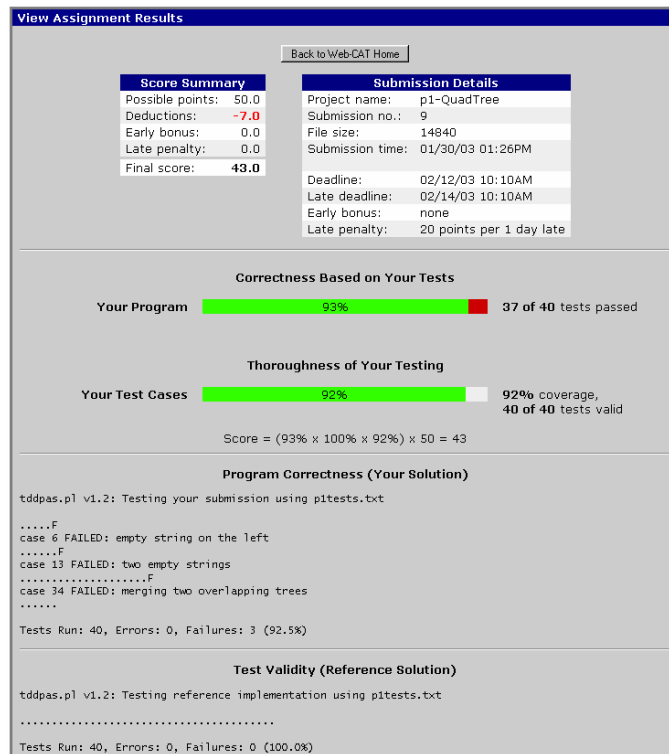 View Assignment Results
Back to Web-CAT Home
Score Summary
Possible points: 50.0
Deductions: -7.0
Early bonus: 0.0
Late penalty: 0.0
Final score: 43.0
Submission Details
Project name: p1-QuadTree
Submission no.: 9
File size: 14840
Submission time: 01/30/03 01:26PM
Deadline: 02/12/03 10:10AM
Late deadline: 02/14/03 10:10AM
Early bonus: none
Late penalty: 20 points per 1 day late
Correctness Based on Your Tests
Your Program 93% 37 of 40 tests passed
Thoroughness of Your Testing
Your Test Cases 92% 92% coverage,
40 of 40 tests valid
Score = (93% x 100% x 92%) x 50 = 43
Program Correctness (Your Solution)
tddpas.pl v1.2: Testing your submission using p1tests.txt
.....F
case 6 FAILED: empty string on the left
......F
case 13 FAILED: two empty strings
....................F
case 34 FAILED: merging two overlapping trees
......
Tests Run: 40, Errors: 0, Failures: 3 (92.5%)
Test Validity (Reference Solution)
tddpas.pl v1.2: Testing reference implementation using p1tests.txt
........................................
Tests Run: 40, Errors: 0, Failures: 0 (100.0%)